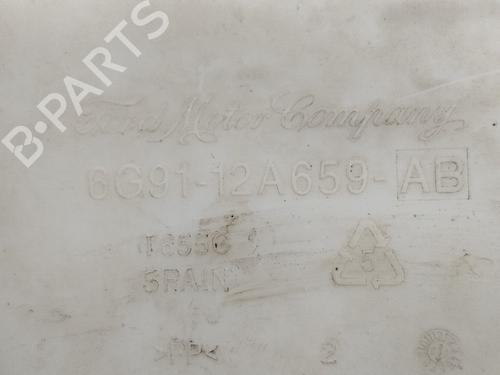 B-PARTS
Ford Motor Company
6G91-12A659-AB
SPAIN
5
>PP<
2